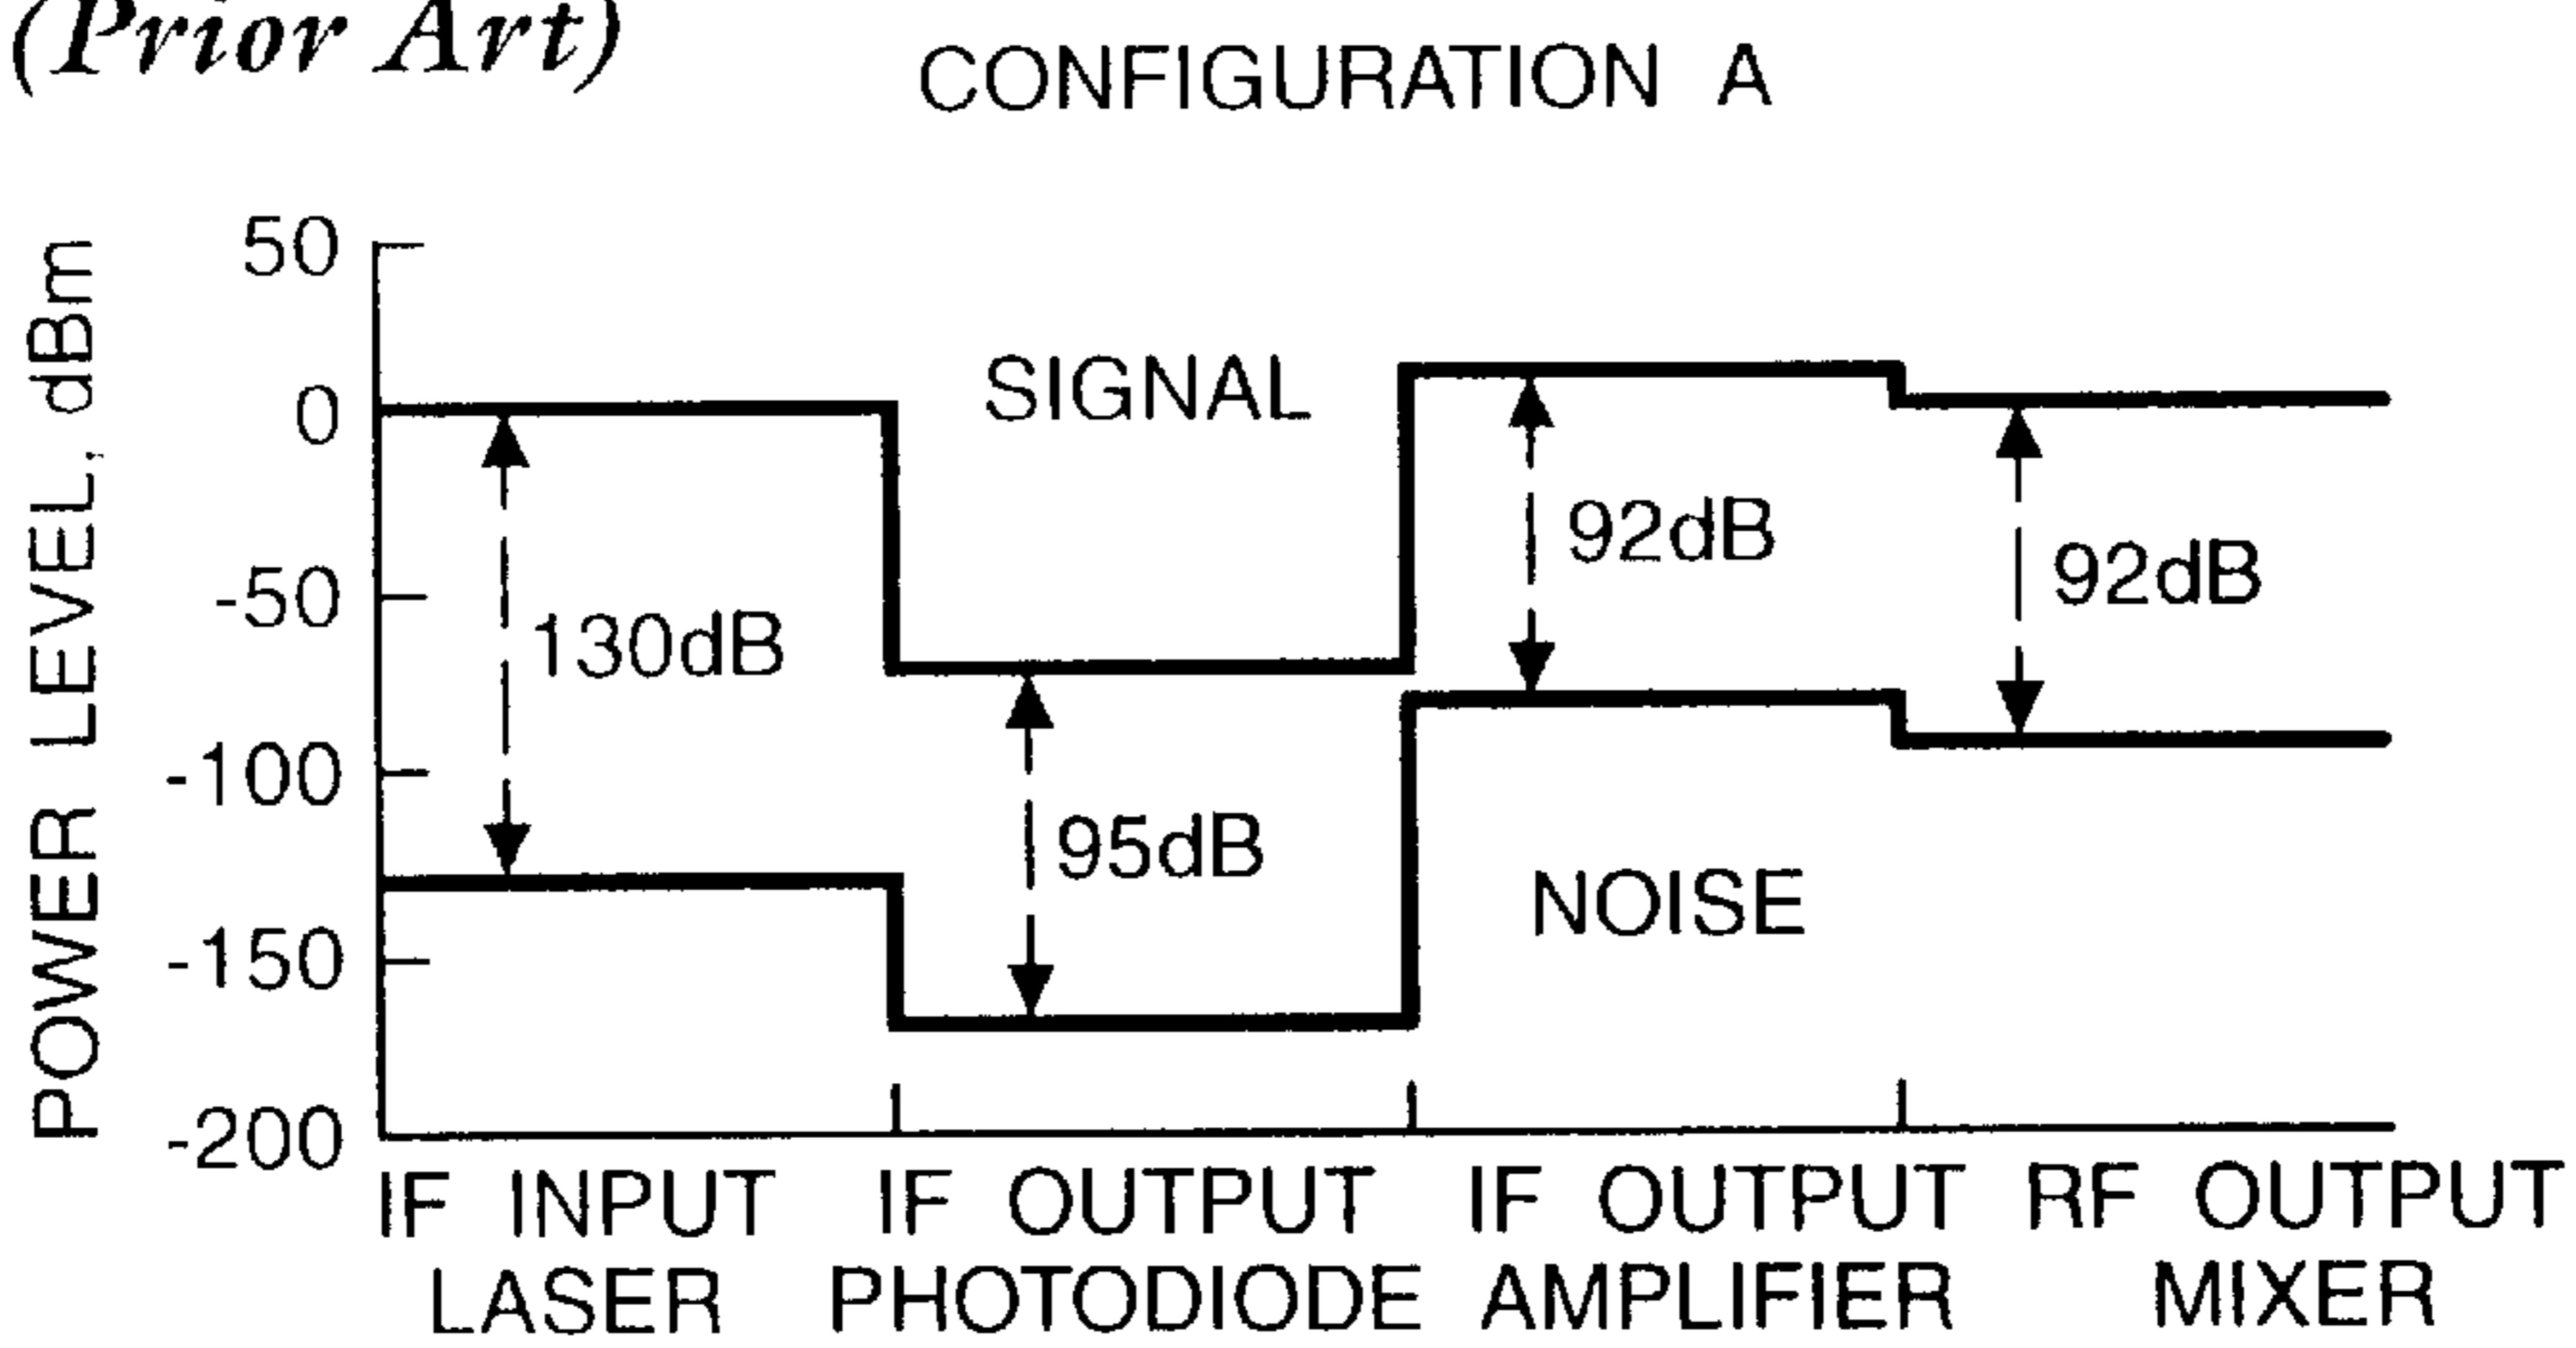 (Prior Art)
CONFIGURATION A
POWER LEVEL, dBm
50
0
-50
-100
-150
-200
SIGNAL
NOISE
130dB
95dB
92dB
92dB
IF INPUT LASER
IF OUTPUT PHOTODIODE
IF OUTPUT AMPLIFIER
RF OUTPUT MIXER